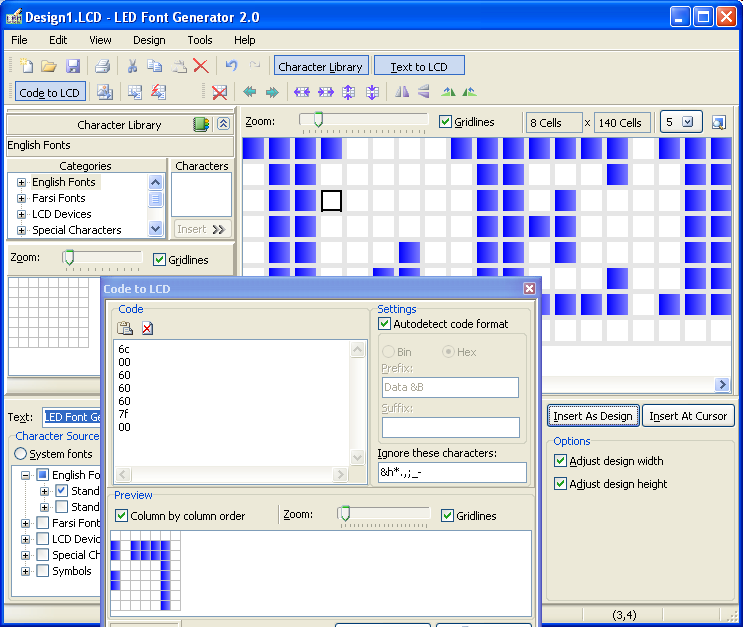 Design1.LCD - LED Font Generator 2.0
File Edit View Design Tools Help
Character Library Text to LCD
Code to LCD
Character Library
English Fonts
Categories Characters
English Fonts
Farsi Fonts
LCD Devices
Special Characters
Insert
Zoom: Gridlines
Zoom: Gridlines 8 Cells x 140 Cells 5
Code to LCD
Code
6c
00
60
60
60
7f
00
Settings
Autodetect code format
Bin Hex
Prefix:
Data &B
Suffix:
Ignore these characters:
&h*.,;_-
Preview
Column by column order Zoom: Gridlines
Text: LED Font Ge
Character Source
System fonts
English Fo
Stand
Stand
Farsi Font
LCD Devic
Special Ch
Symbols
Insert As Design Insert At Cursor
Options
Adjust design width
Adjust design height
(3,4)